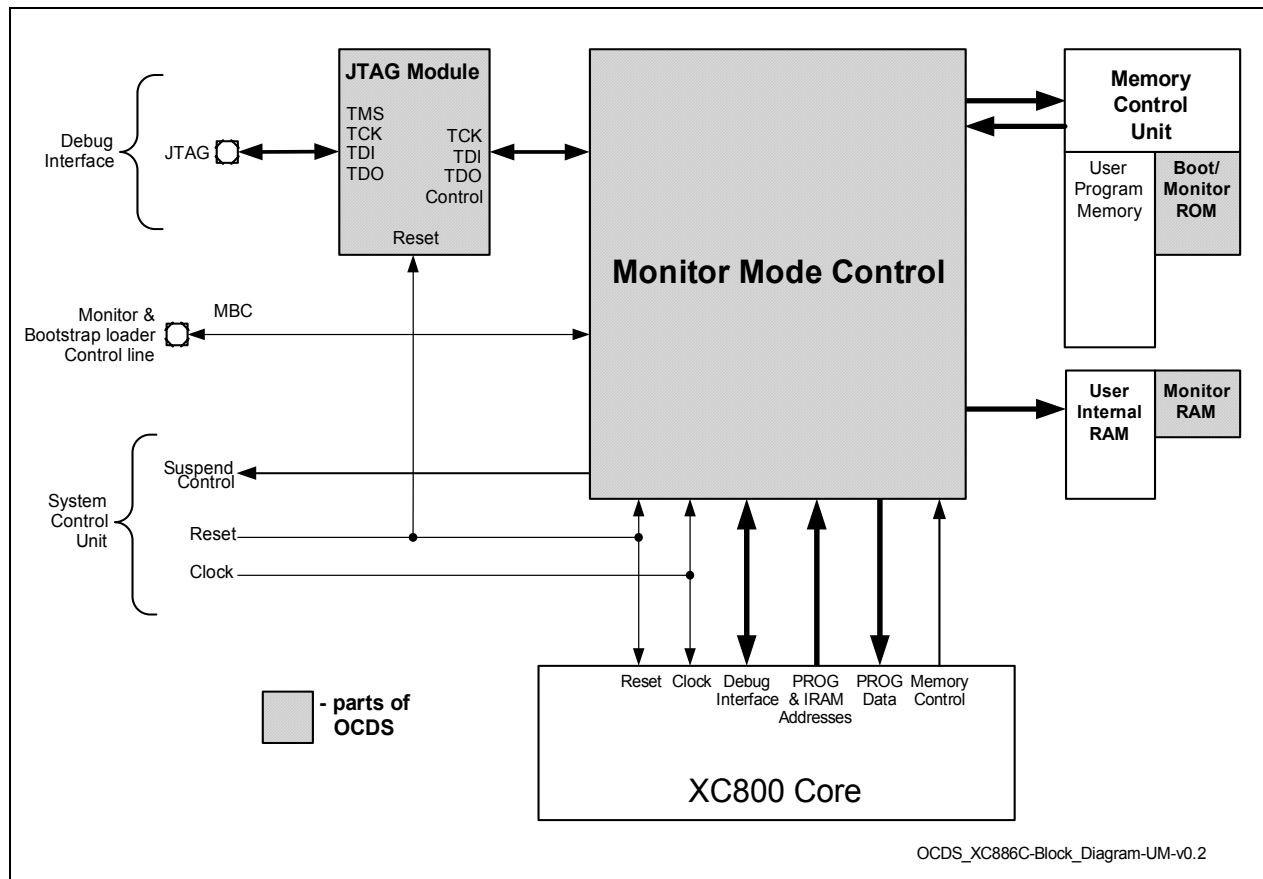 JTAG Module
TMS
TCK
TDI
TDO
TCK
TDI
TDO
Control
Reset
Debug
Interface
JTAG
Monitor &
Bootstrap loader
Control line
MBC
System
Control
Unit
Suspend
Control
Reset
Clock
Monitor Mode Control
Memory
Control
Unit
User
Program
Memory
Boot/
Monitor
ROM
User
Internal
RAM
Monitor
RAM
Reset
Clock
Debug
Interface
PROG
& IRAM
Addresses
PROG
Data
Memory
Control
XC800 Core
- parts of
OCDS
OCDS_XC886C-Block_Diagram-UM-v0.2